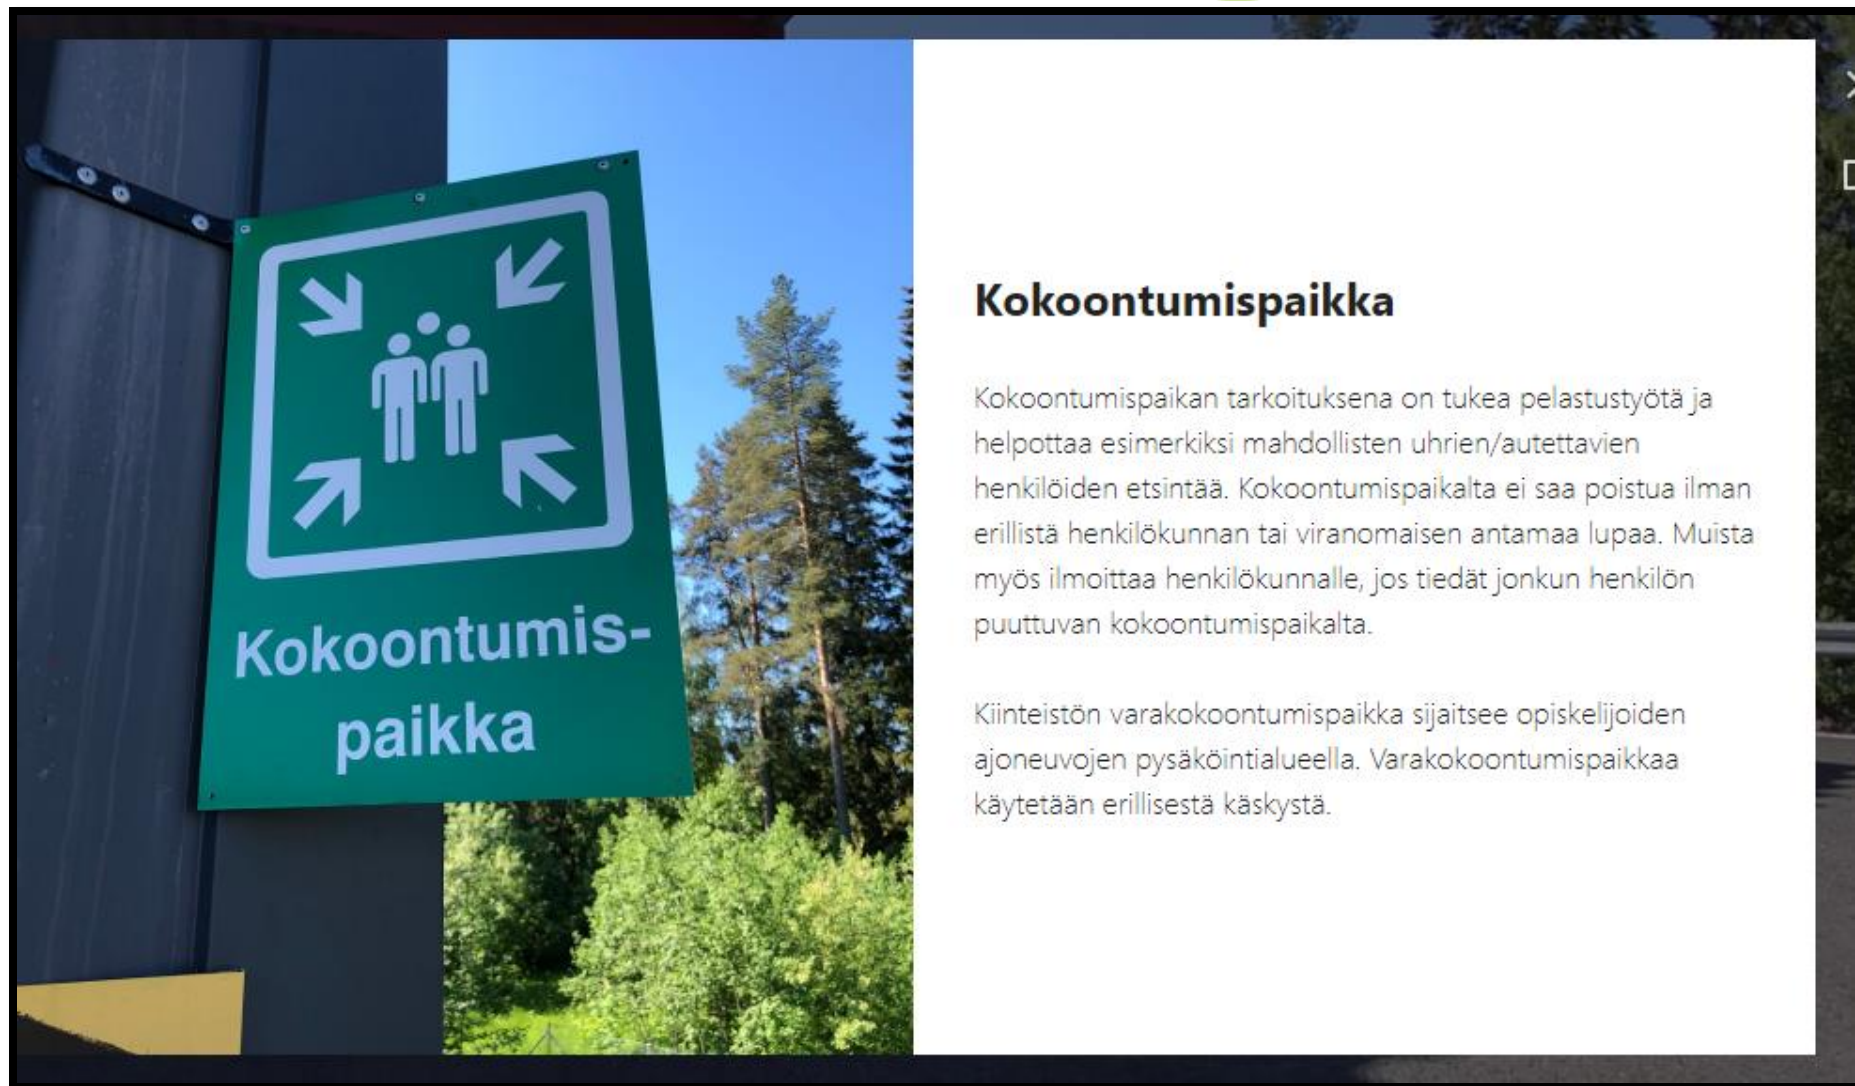 Kokoontumis-
paikka
Kokoontumispaikka
Kokoontumispaikan tarkoituksena on tukea pelastustyötä ja
helpottaa esimerkiksi mahdollisten uhrien/autettavien
henkilöiden etsintää. Kokoontumispaikalta ei saa poistua ilman
erillistä henkilökunnan tai viranomaisen antamaa lupaa. Muista
myös ilmoittaa henkilökunnalle, jos tiedät jonkun henkilön
puuttuvan kokoontumispaikalta.
Kiinteistön varakokoontumispaikka sijaitsee opiskelijoiden
ajoneuvojen pysäköintialueella. Varakokoontumispaikkaa
käytetään erillisestä käskystä.